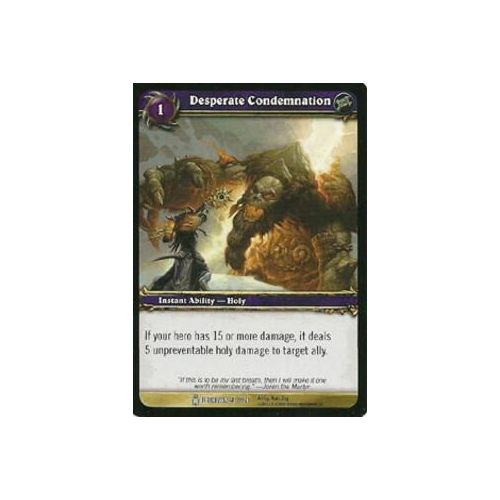 Desperate Condemnation
1
Instant Ability — Holy
If your hero has 15 or more damage, it deals
5 unpreventable holy damage to target ally.
"If this is to be my last breath, then I will make it one
worth remembering." —Joren the Martyr